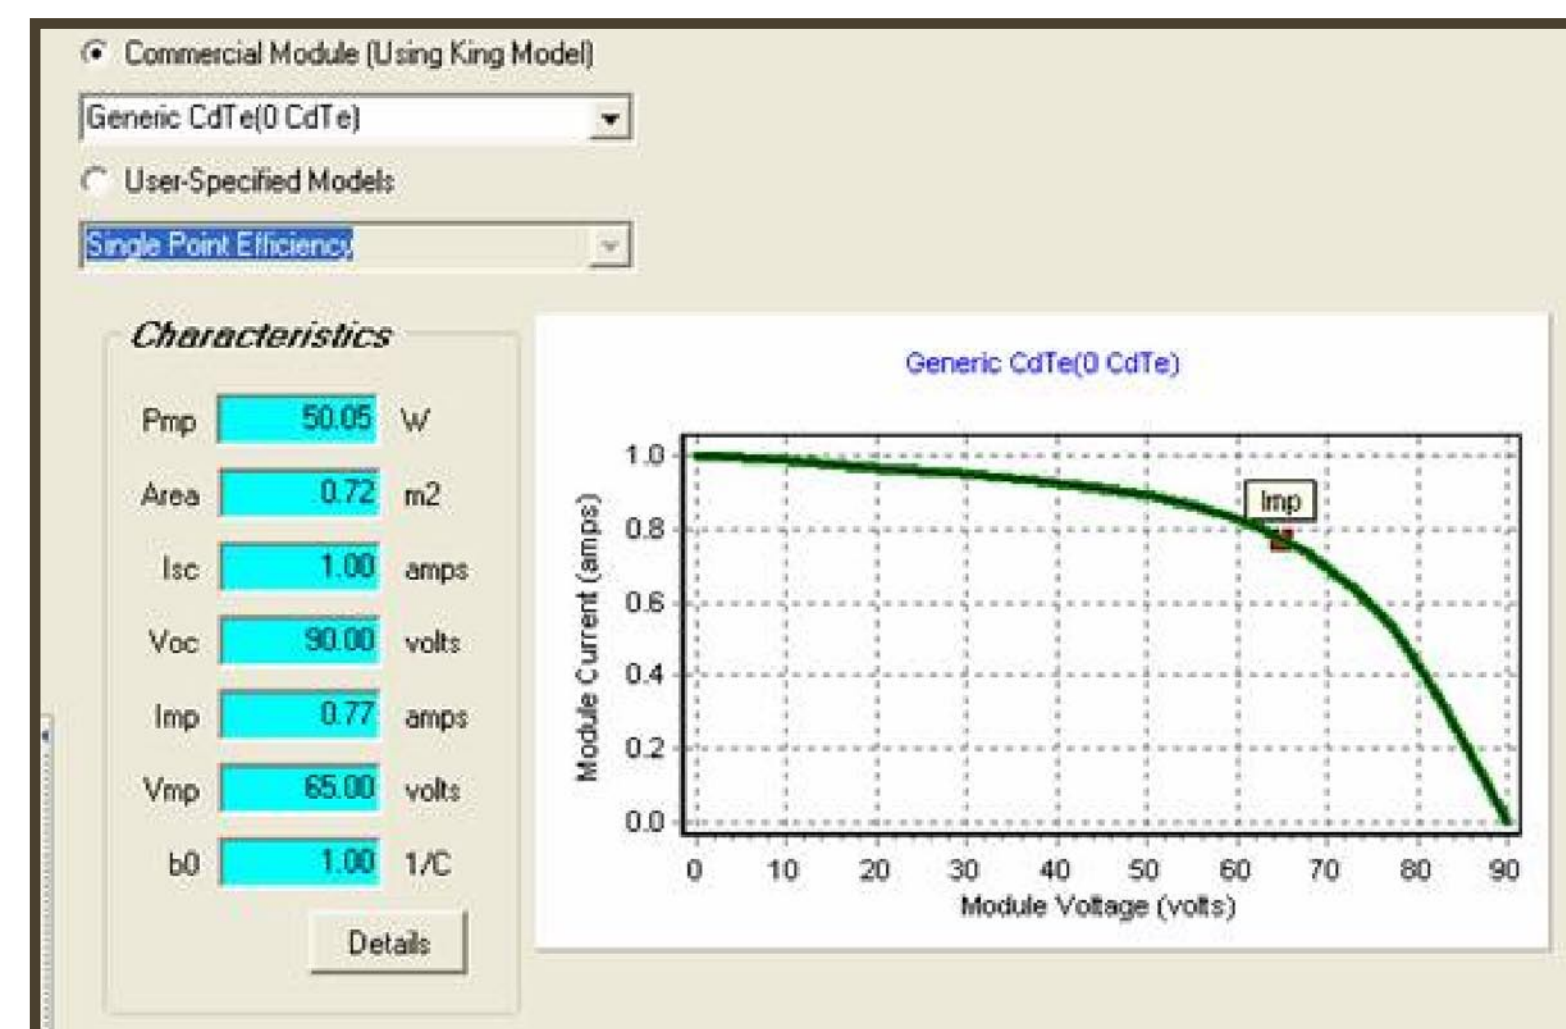 Commercial Module (Using King Model)
Generic CdTe(0 CdTe)
User-Specified Models
Single Point Efficiency
Characteristics
Pmp 50.05 W
Area 0.72 m2
Isc 1.00 amps
Voc 90.00 volts
Imp 0.77 amps
Vmp 65.00 volts
b0 1.00 1/C
Details
Generic CdTe(0 CdTe)
Module Current (amps)
1.0
0.8
0.6
0.4
0.2
0.0
Imp
0 10 20 30 40 50 60 70 80 90
Module Voltage (volts)